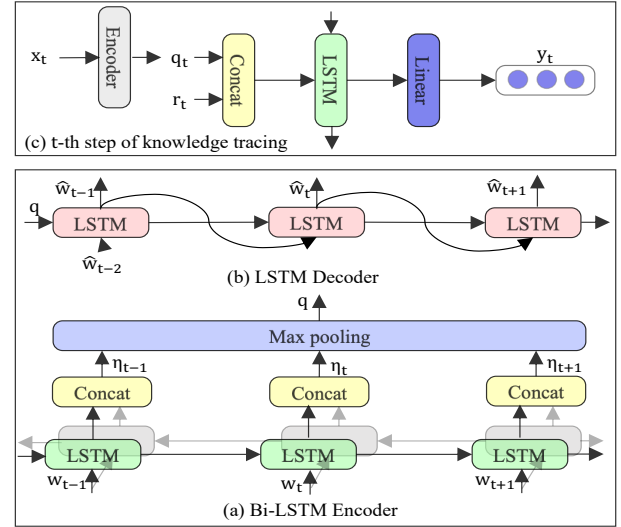 x_t
Encoder
q_t
r_t
Concat
LSTM
Linear
y_t
(c) t-th step of knowledge tracing
ŵ_{t−1}
ŵ_t
ŵ_{t+1}
q
LSTM
LSTM
LSTM
ŵ_{t−2}
(b) LSTM Decoder
q
Max pooling
η_{t−1}
η_t
η_{t+1}
Concat
Concat
Concat
LSTM
LSTM
LSTM
w_{t−1}
w_t
w_{t+1}
(a) Bi-LSTM Encoder